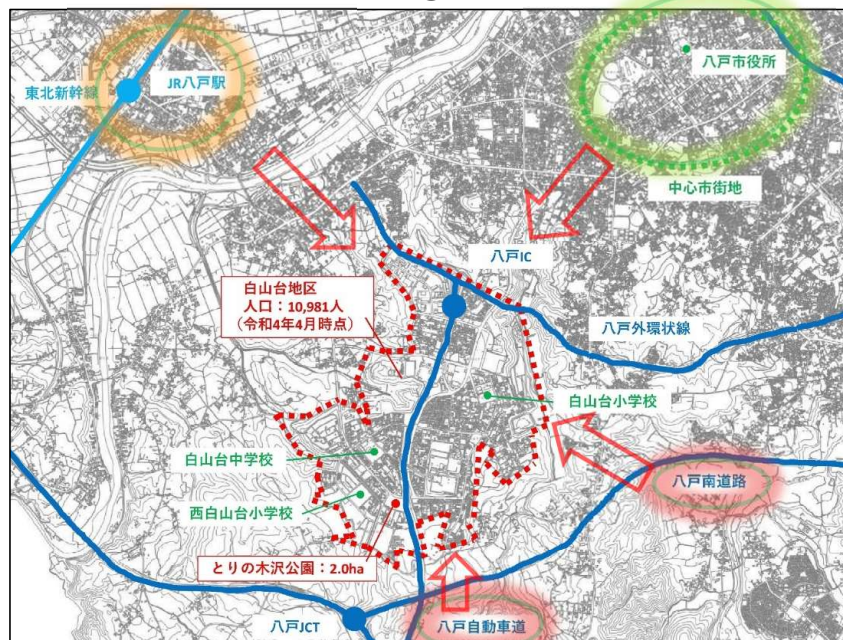 八戸市役所
JR八戸駅
東北新幹線
中心市街地
八戸IC
白山台地区
人口：10,981人
（令和4年4月時点）
八戸外環状線
白山台小学校
白山台中学校
八戸南道路
西白山台小学校
とりの木沢公園：2.0ha
八戸JCT
八戸自動車道